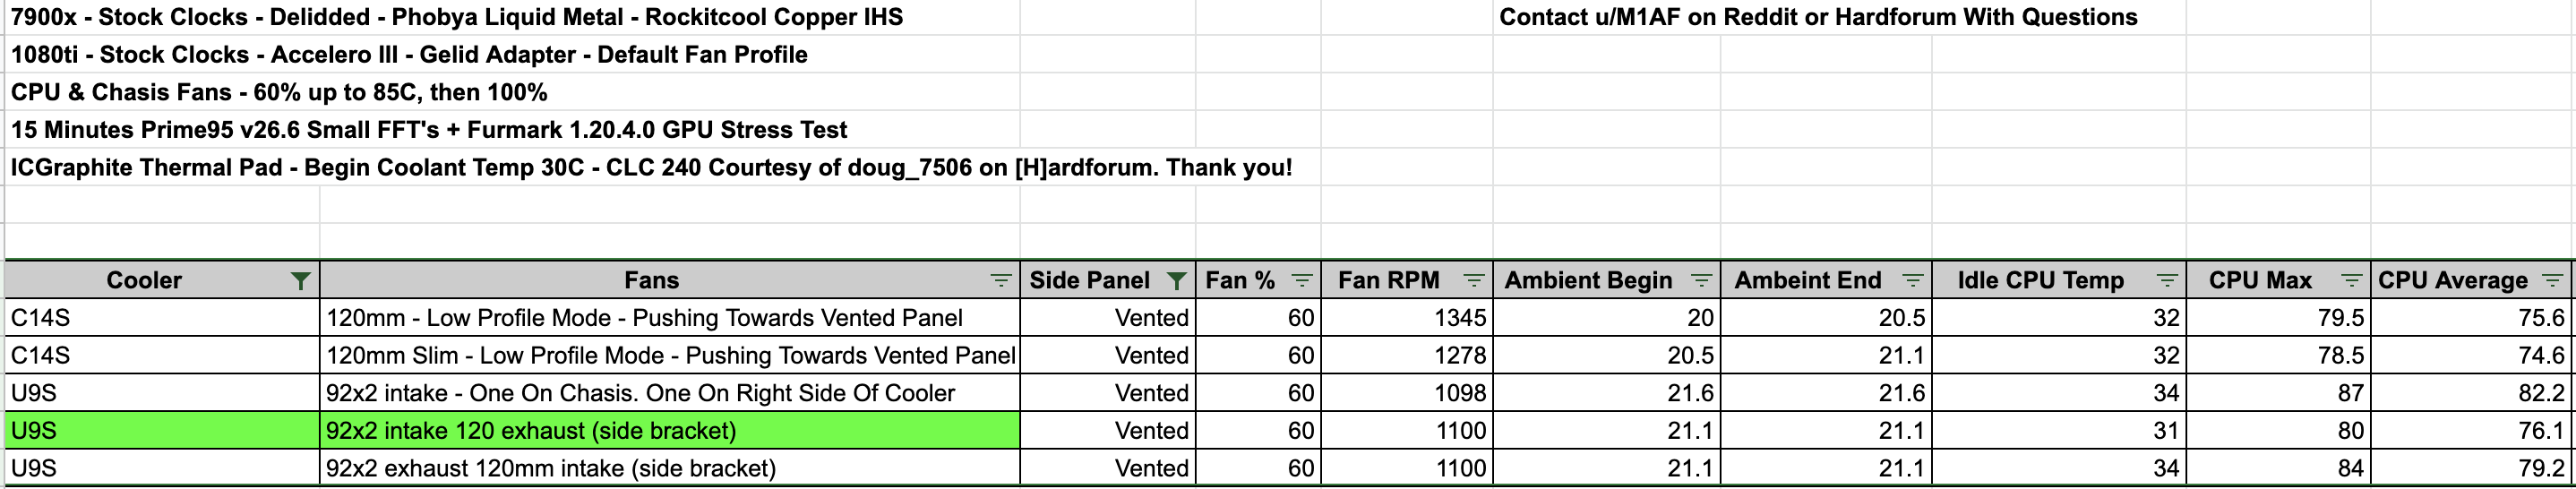 7900x - Stock Clocks - Delidded - Phobya Liquid Metal - Rockitcool Copper IHS Contact u/M1AF on Reddit or Hardforum With Questions
1080ti - Stock Clocks - Accelero III - Gelid Adapter - Default Fan Profile
CPU & Chasis Fans - 60% up to 85C, then 100%
15 Minutes Prime95 v26.6 Small FFT's + Furmark 1.20.4.0 GPU Stress Test
ICGraphite Thermal Pad - Begin Coolant Temp 30C - CLC 240 Courtesy of doug_7506 on [H]ardforum. Thank you!
Cooler Fans Side Panel Fan % Fan RPM Ambient Begin Ambeint End Idle CPU Temp CPU Max CPU Average
C14S 120mm - Low Profile Mode - Pushing Towards Vented Panel Vented 60 1345 20 20.5 32 79.5 75.6
C14S 120mm Slim - Low Profile Mode - Pushing Towards Vented Panel Vented 60 1278 20.5 21.1 32 78.5 74.6
U9S 92x2 intake - One On Chasis. One On Right Side Of Cooler Vented 60 1098 21.6 21.6 34 87 82.2
U9S 92x2 intake 120 exhaust (side bracket) Vented 60 1100 21.1 21.1 31 80 76.1
U9S 92x2 exhaust 120mm intake (side bracket) Vented 60 1100 21.1 21.1 34 84 79.2